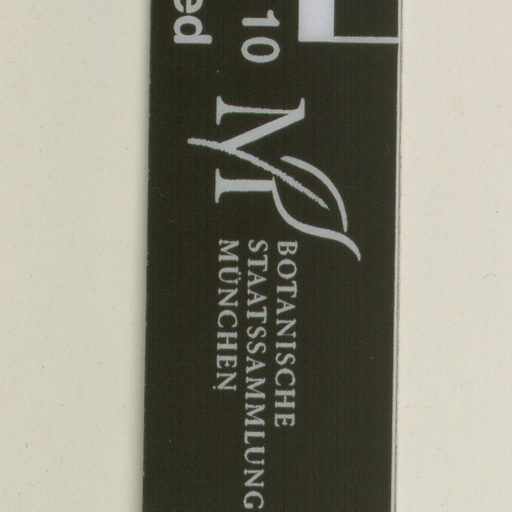 10
ed
M
BOTANISCHE
STAATSSAMMLUNG
MÜNCHEN